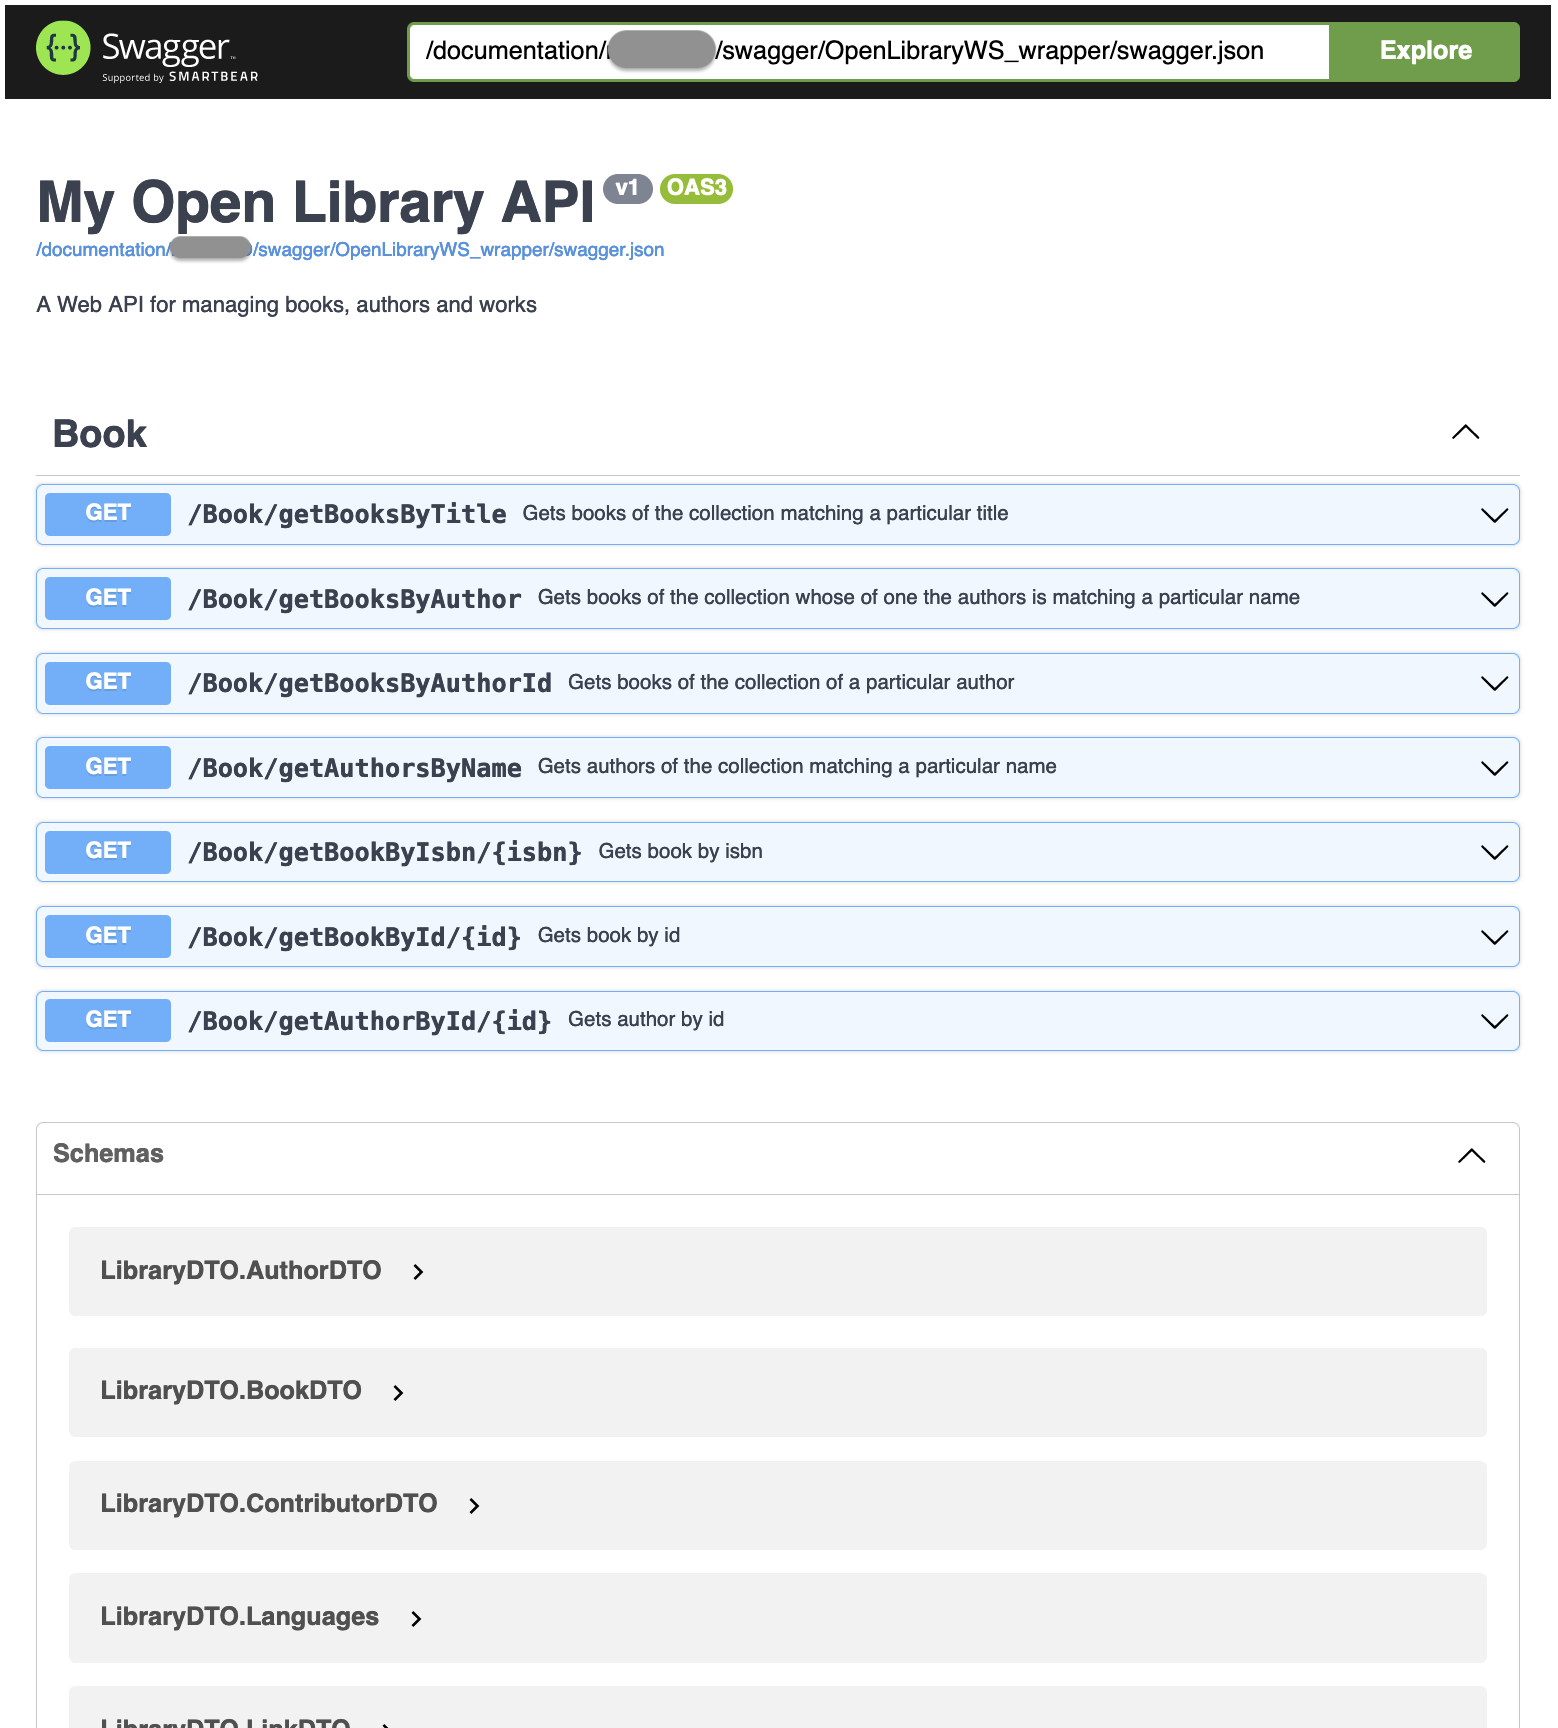 Swagger™
Supported by SMARTBEAR
/documentation/ /swagger/OpenLibraryWS_wrapper/swagger.json
Explore
My Open Library API v1 OAS3
/documentation/ /swagger/OpenLibraryWS_wrapper/swagger.json
A Web API for managing books, authors and works
Book
GET /Book/getBooksByTitle Gets books of the collection matching a particular title
GET /Book/getBooksByAuthor Gets books of the collection whose of one the authors is matching a particular name
GET /Book/getBooksByAuthorId Gets books of the collection of a particular author
GET /Book/getAuthorsByName Gets authors of the collection matching a particular name
GET /Book/getBookByIsbn/{isbn} Gets book by isbn
GET /Book/getBookById/{id} Gets book by id
GET /Book/getAuthorById/{id} Gets author by id
Schemas
LibraryDTO.AuthorDTO
LibraryDTO.BookDTO
LibraryDTO.ContributorDTO
LibraryDTO.Languages
LibraryDTO.LinkDTO